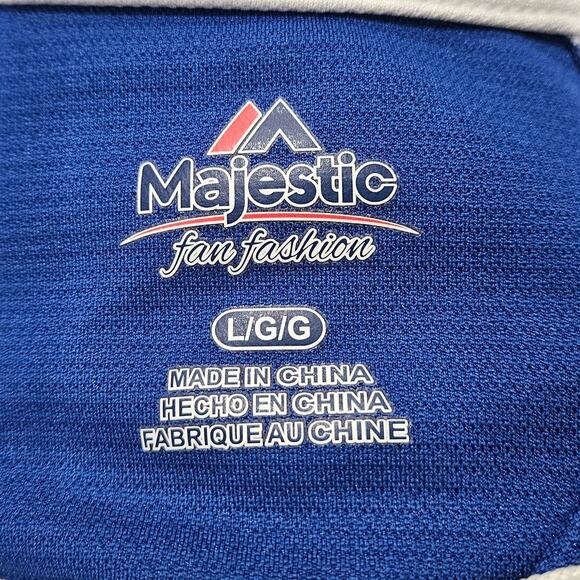 Majestic
fan fashion
L/G/G
MADE IN CHINA
HECHO EN CHINA
FABRIQUE AU CHINE